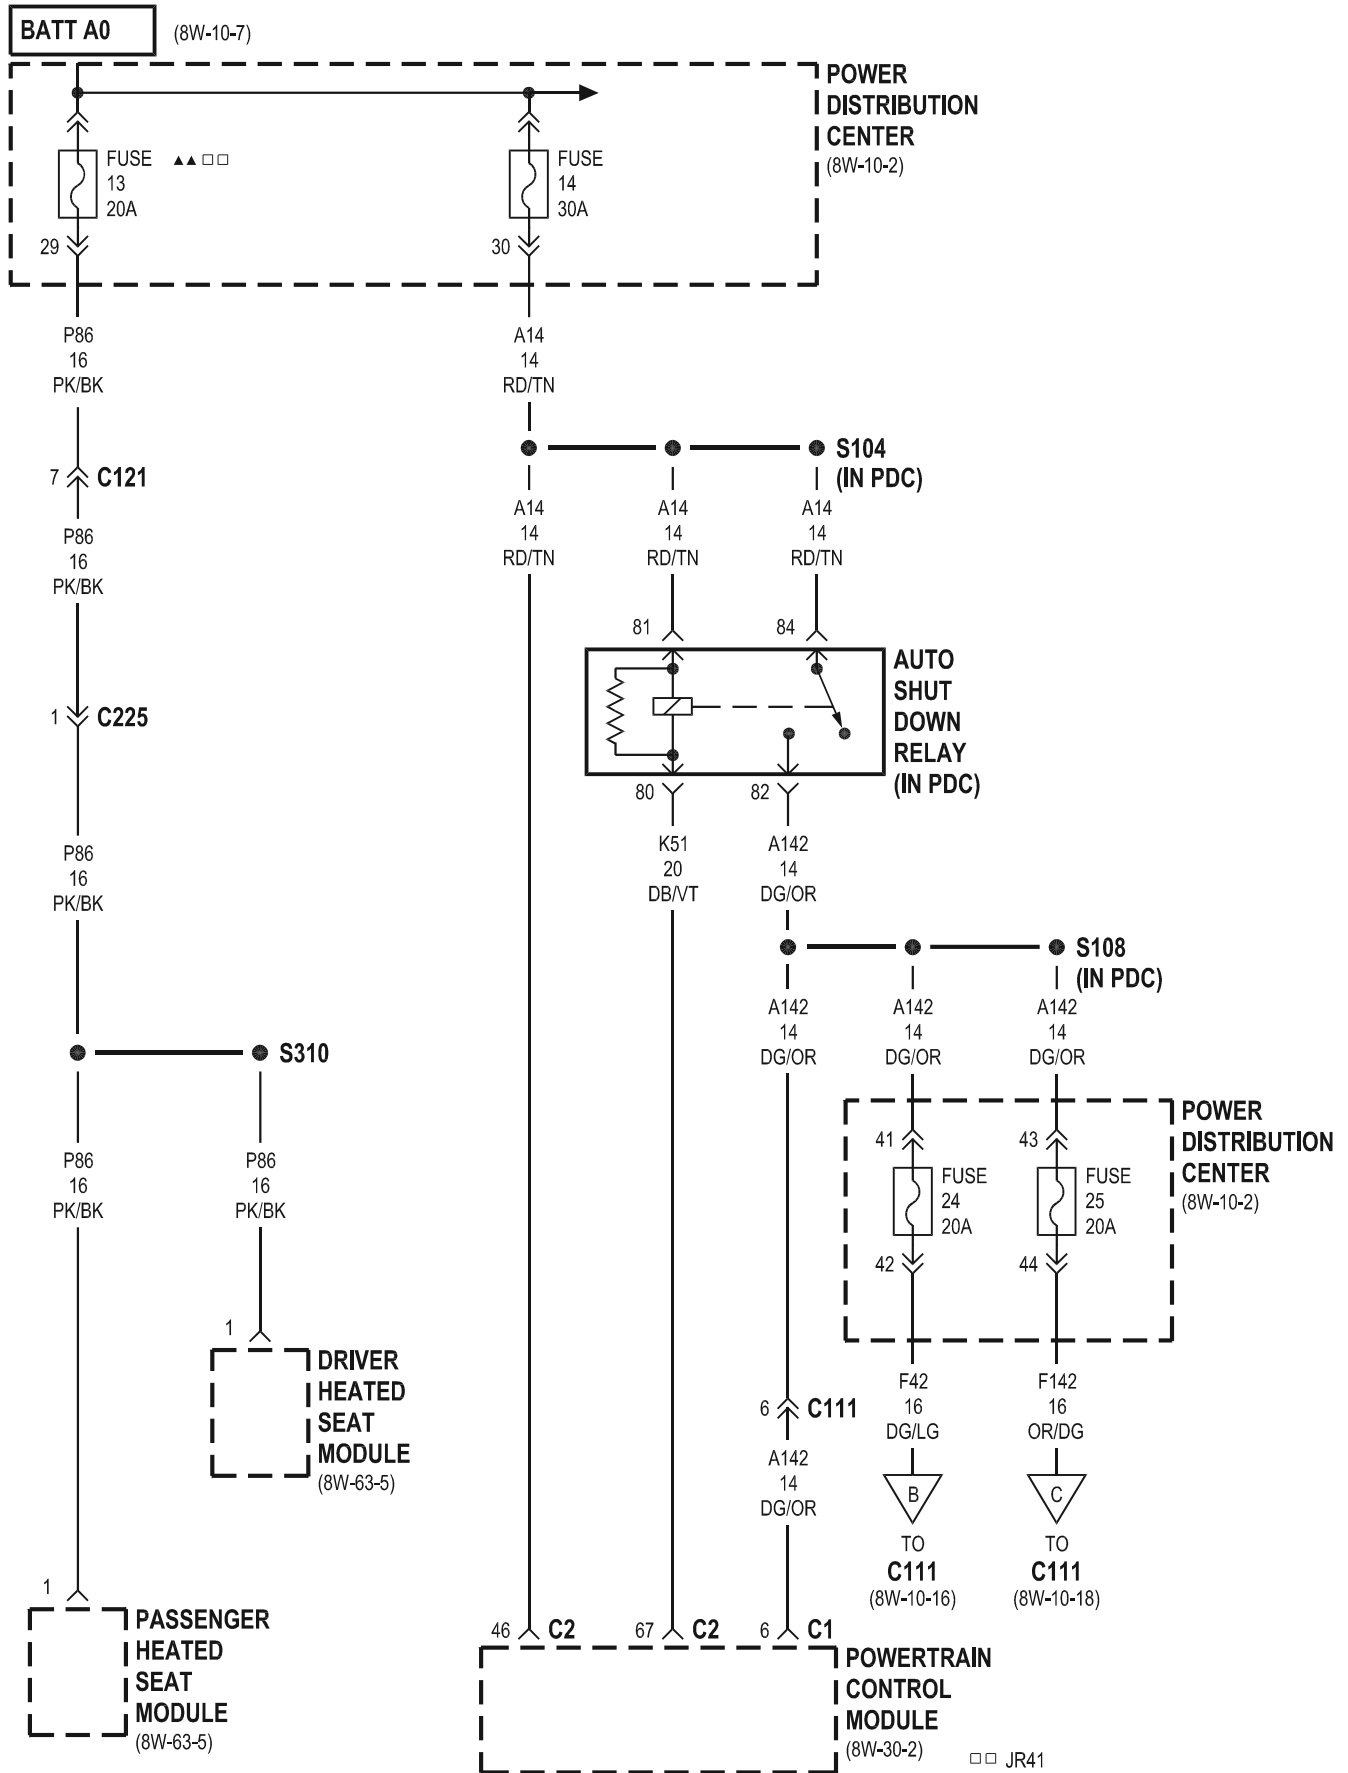 BATT A0
(8W-10-7)
POWER
DISTRIBUTION
CENTER
(8W-10-2)
FUSE ▲▲□□
13
20A
29
FUSE
14
30A
30
P86
16
PK/BK
A14
14
RD/TN
S104
(IN PDC)
7
C121
A14
14
RD/TN
A14
14
RD/TN
A14
14
RD/TN
P86
16
PK/BK
81
84
AUTO
SHUT
DOWN
RELAY
(IN PDC)
1
C225
80
82
P86
16
PK/BK
K51
20
DB/VT
A142
14
DG/OR
S108
(IN PDC)
A142
14
DG/OR
A142
14
DG/OR
A142
14
DG/OR
S310
POWER
DISTRIBUTION
CENTER
(8W-10-2)
41
FUSE
24
20A
42
43
FUSE
25
20A
44
P86
16
PK/BK
P86
16
PK/BK
1
DRIVER
HEATED
SEAT
MODULE
(8W-63-5)
F42
16
DG/LG
F142
16
OR/DG
6
C111
A142
14
DG/OR
B
TO
C111
(8W-10-16)
C
TO
C111
(8W-10-18)
1
PASSENGER
HEATED
SEAT
MODULE
(8W-63-5)
46
C2
67
C2
6
C1
POWERTRAIN
CONTROL
MODULE
(8W-30-2)
□□ JR41